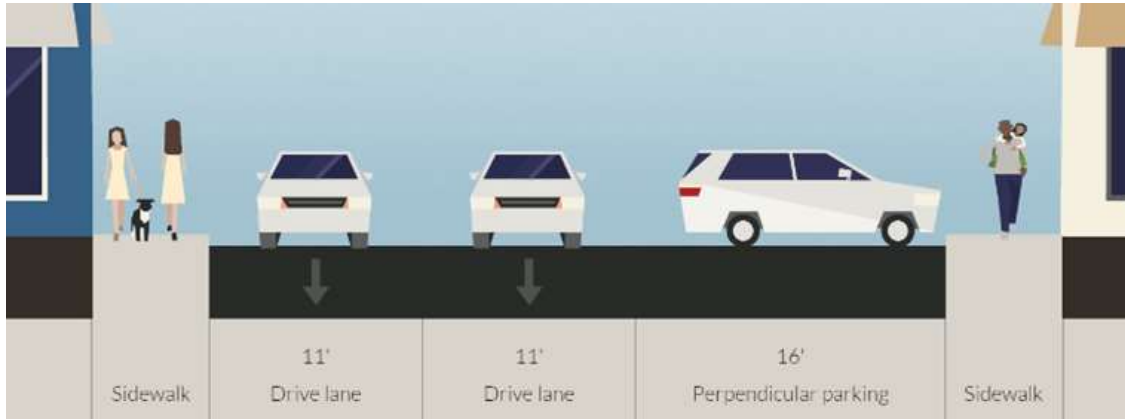 11'
11'
16'
Sidewalk
Drive lane
Drive lane
Perpendicular parking
Sidewalk